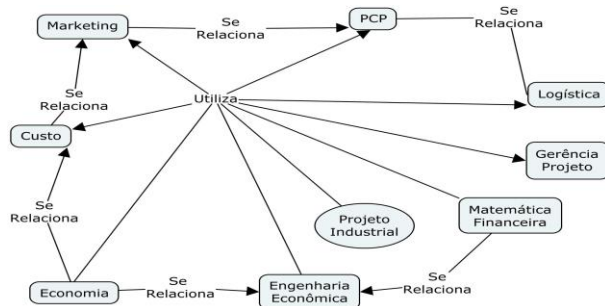 Marketing
Se
Relaciona
PCP
Se
Relaciona
Se
Relaciona
Utiliza
Logística
Custo
Gerência
Projeto
Se
Relaciona
Projeto
Industrial
Matemática
Financeira
Economia
Se
Relaciona
Engenharia
Econômica
Se
Relaciona